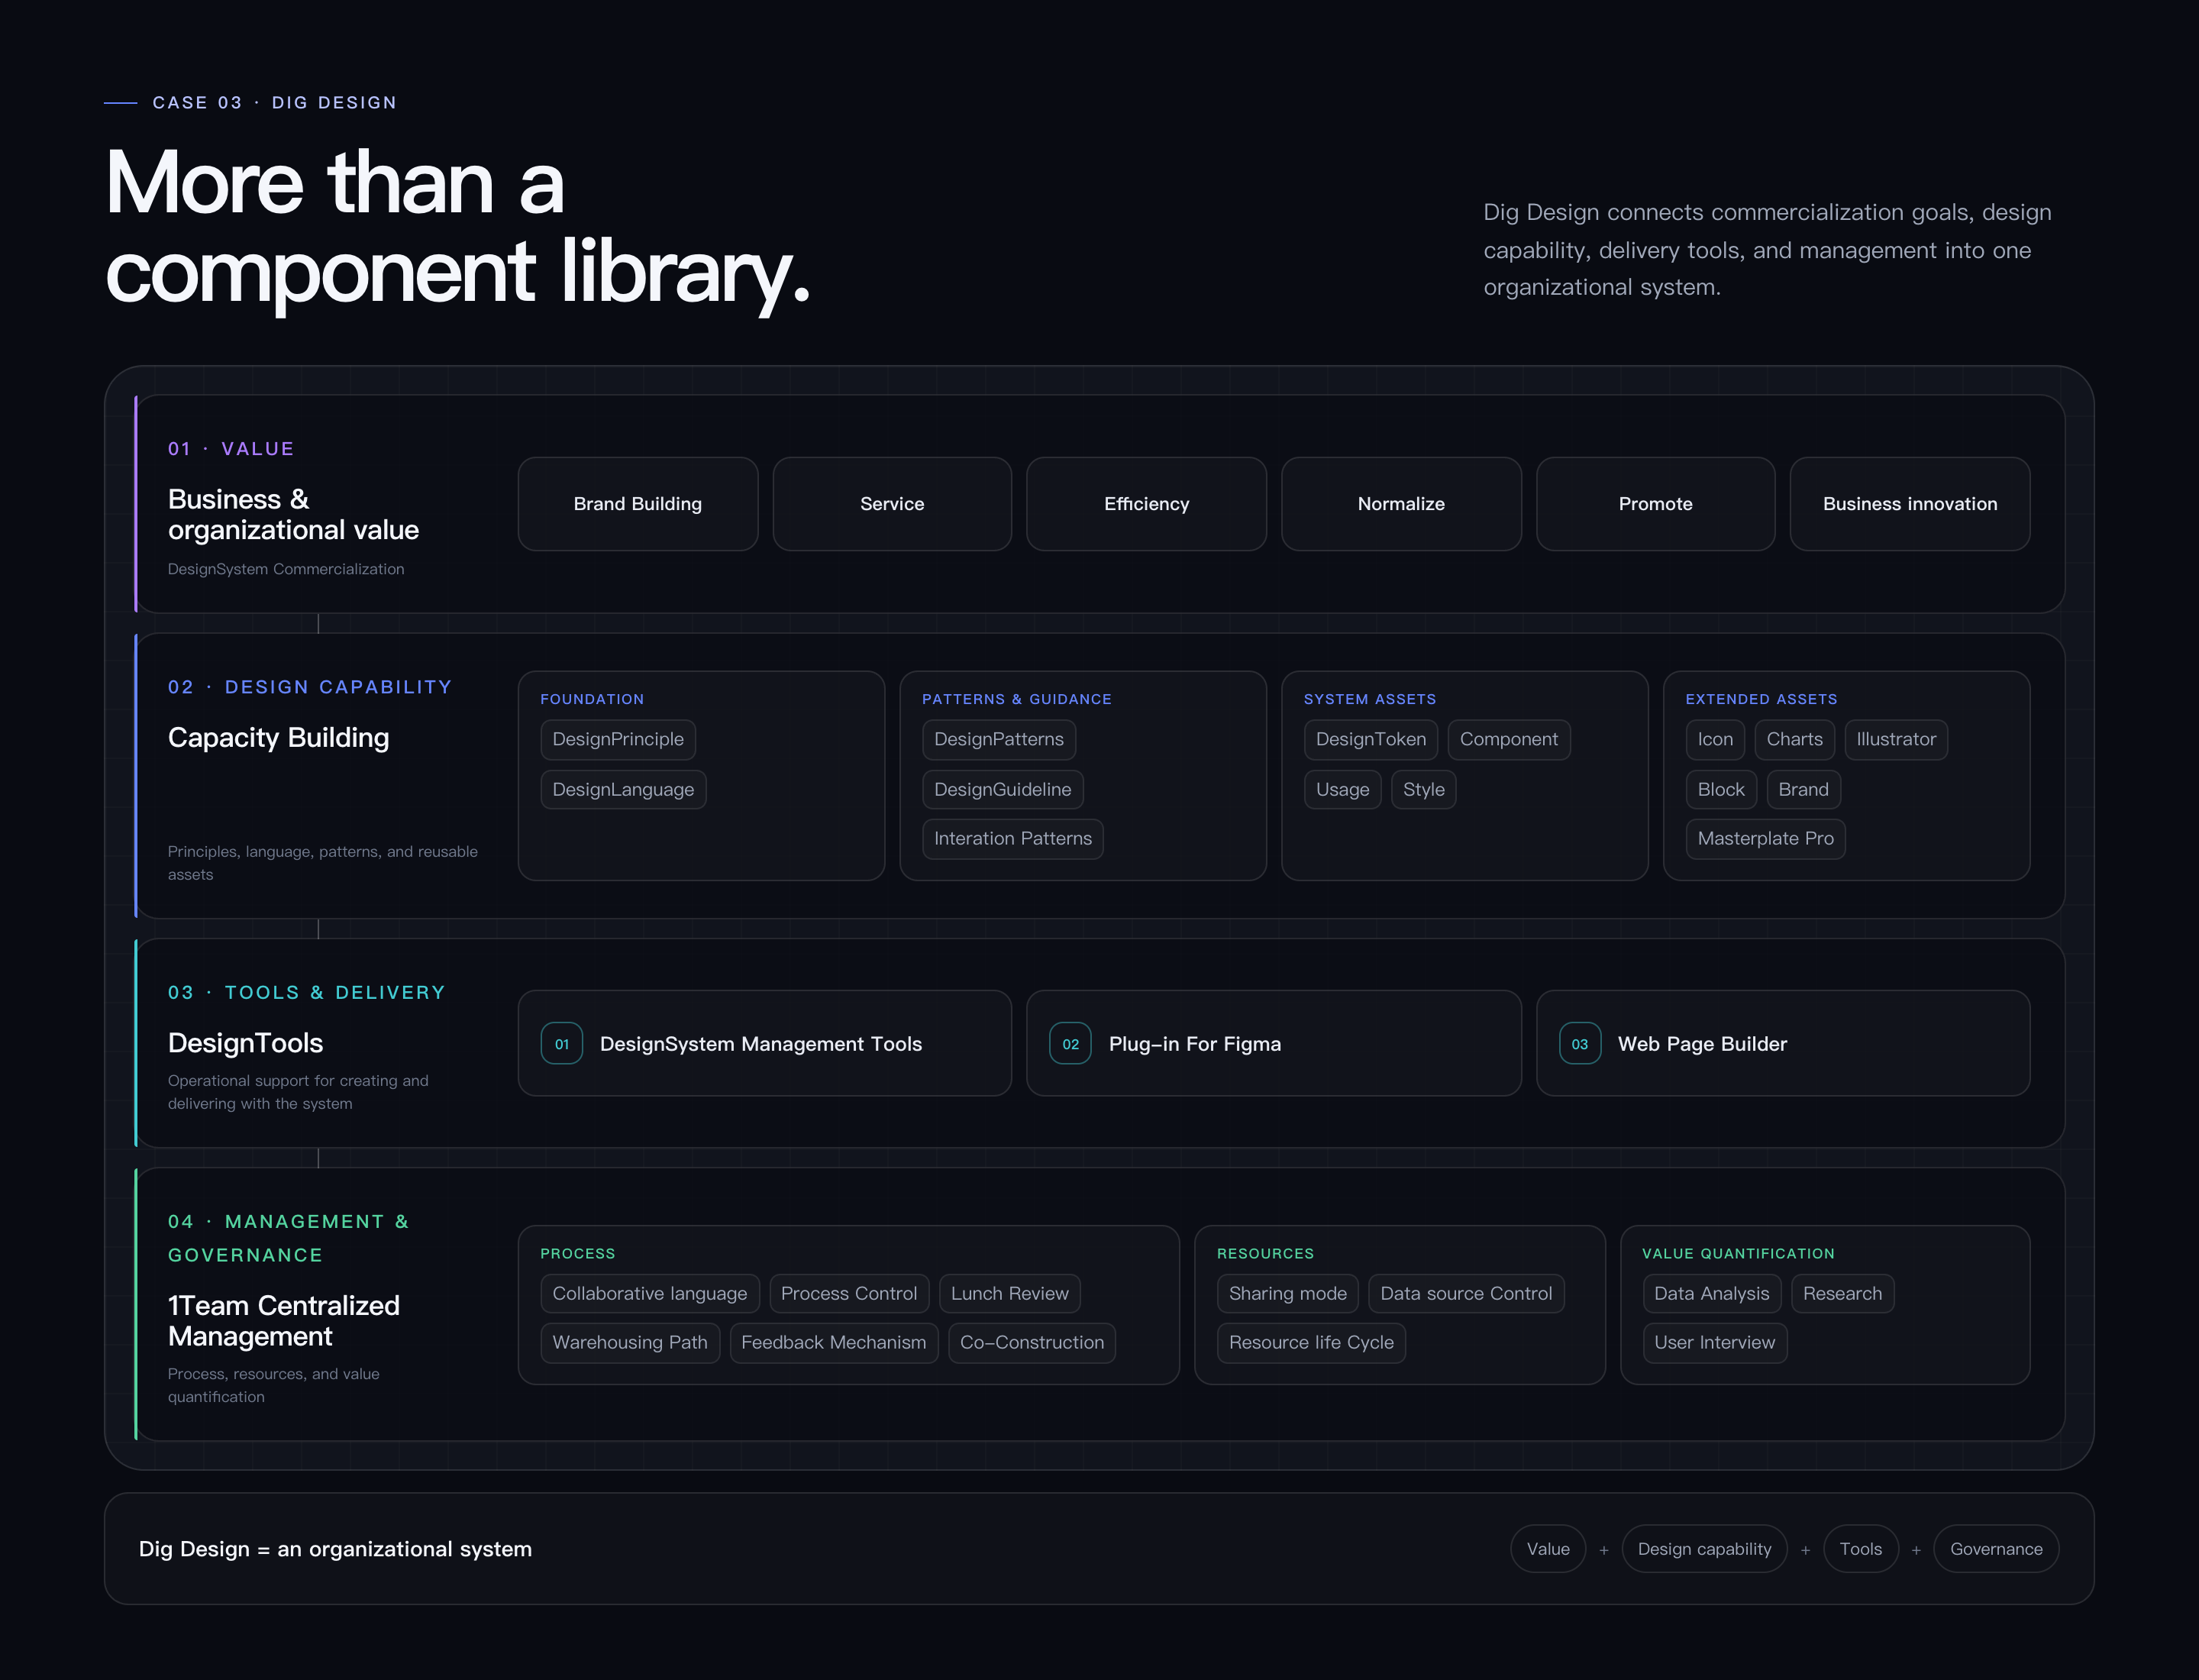 CASE 03 · DIG DESIGN
More than a
component library.
Dig Design connects commercialization goals, design
capability, delivery tools, and management into one
organizational system.
01 · VALUE
Business &
organizational value
DesignSystem Commercialization
Brand Building
Service
Efficiency
Normalize
Promote
Business innovation
02 · DESIGN CAPABILITY
Capacity Building
Principles, language, patterns, and reusable
assets
FOUNDATION
DesignPrinciple
DesignLanguage
PATTERNS & GUIDANCE
DesignPatterns
DesignGuideline
Interation Patterns
SYSTEM ASSETS
DesignToken Component
Usage Style
EXTENDED ASSETS
Icon Charts Illustrator
Block Brand
Masterplate Pro
03 · TOOLS & DELIVERY
DesignTools
Operational support for creating and
delivering with the system
01 DesignSystem Management Tools
02 Plug-in For Figma
03 Web Page Builder
04 · MANAGEMENT &
GOVERNANCE
1Team Centralized
Management
Process, resources, and value
quantification
PROCESS
Collaborative language Process Control Lunch Review
Warehousing Path Feedback Mechanism Co-Construction
RESOURCES
Sharing mode Data source Control
Resource life Cycle
VALUE QUANTIFICATION
Data Analysis Research
User Interview
Dig Design = an organizational system
Value + Design capability + Tools + Governance